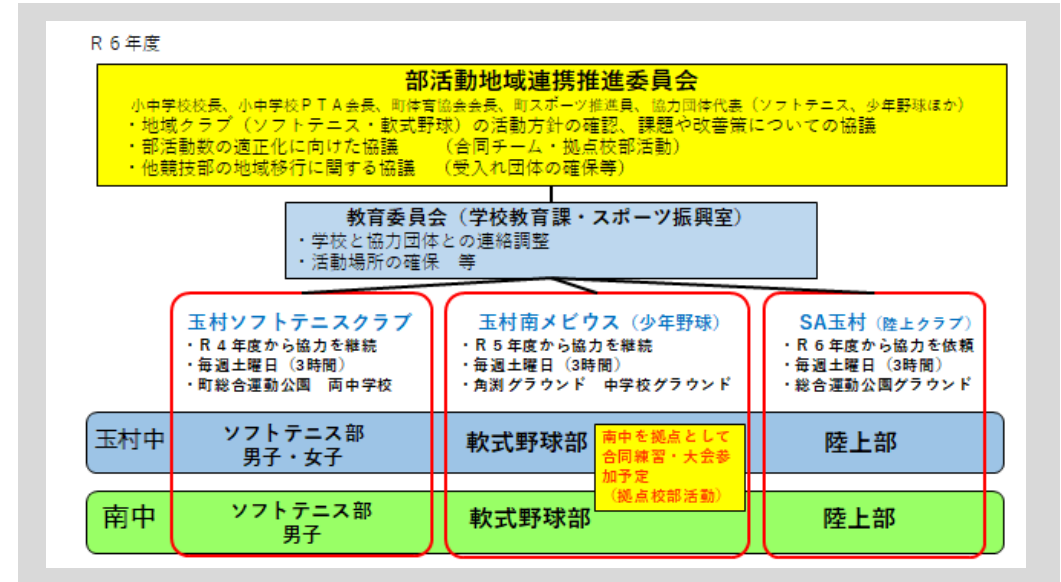 R６年度
部活動地域連携推進委員会
小中学校校長、小中学校ＰＴＡ会長、町体育協会会長、町スポーツ推進員、協力団体代表（ソフトテニス、少年野球ほか）
・地域クラブ（ソフトテニス・軟式野球）の活動方針の確認、課題や改善策についての協議
・部活動数の適正化に向けた協議　　（合同チーム・拠点校部活動）
・他競技部の地域移行に関する協議　（受入れ団体の確保等）
教育委員会（学校教育課・スポーツ振興室）
・学校と協力団体との連絡調整
・活動場所の確保　等
玉村ソフトテニスクラブ
・Ｒ４年度から協力を継続
・毎週土曜日（3時間）
・町総合運動公園　両中学校
玉村南メビウス（少年野球）
・Ｒ５年度から協力を継続
・毎週土曜日（3時間）
・角渕グラウンド　中学校グラウンド
SA玉村（陸上クラブ）
・Ｒ６年度から協力を依頼
・毎週土曜日（3時間）
・総合運動公園グラウンド
玉村中
ソフトテニス部
男子・女子
軟式野球部
南中を拠点として
合同練習・大会参
加予定
（拠点校部活動）
陸上部
南中
ソフトテニス部
男子
軟式野球部
陸上部